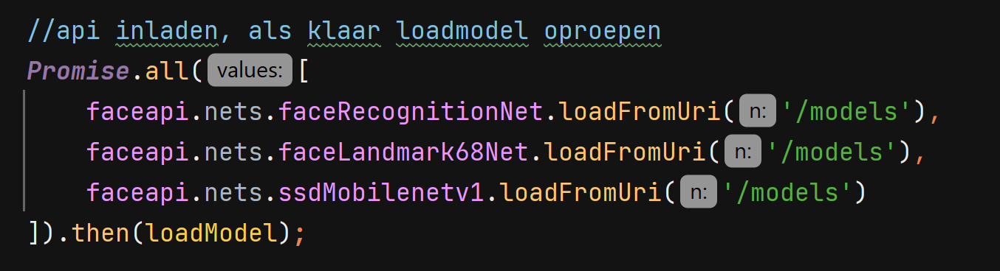 //api inladen, als klaar loadmodel oproepen
Promise.all( values: [
faceapi.nets.faceRecognitionNet.loadFromUri( n: '/models'),
faceapi.nets.faceLandmark68Net.loadFromUri( n: '/models'),
faceapi.nets.ssdMobilenetv1.loadFromUri( n: '/models')
]).then(loadModel);